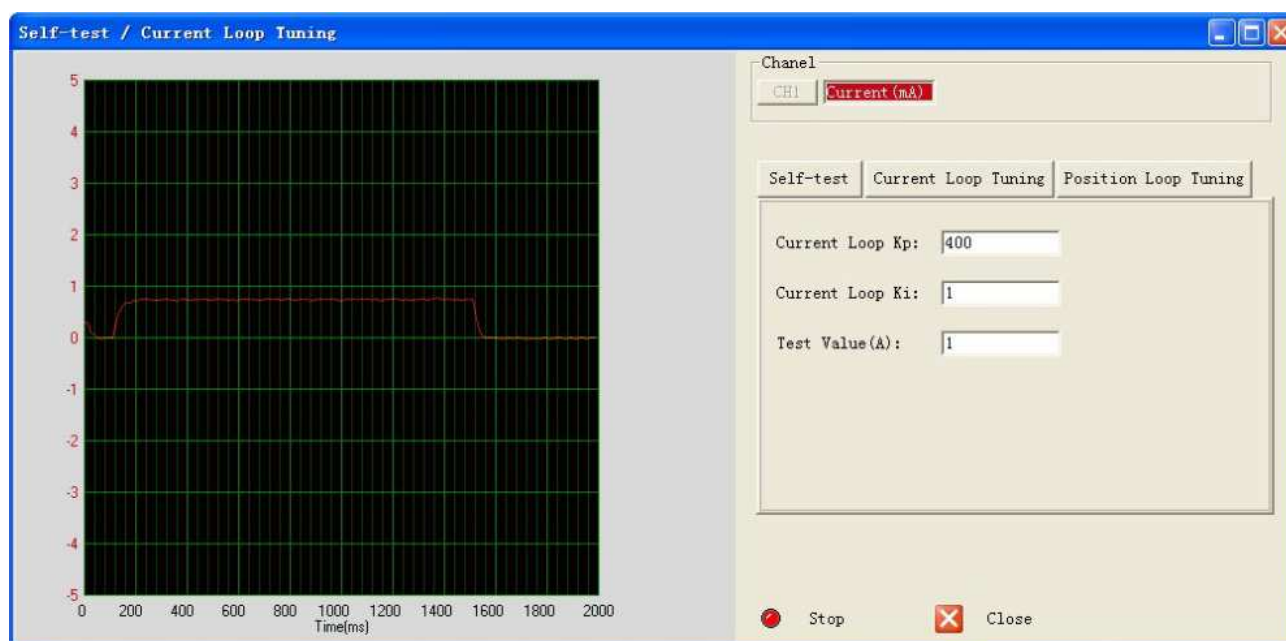 Self-test / Current Loop Tuning
5
4
3
2
1
0
-1
-2
-3
-4
-5
0 200 400 600 800 1000 1200 1400 1600 1800 2000
Time(ms)
Chanel
CH1 Current(mA)
Self-test Current Loop Tuning Position Loop Tuning
Current Loop Kp: 400
Current Loop Ki: 1
Test Value(A): 1
Stop Close